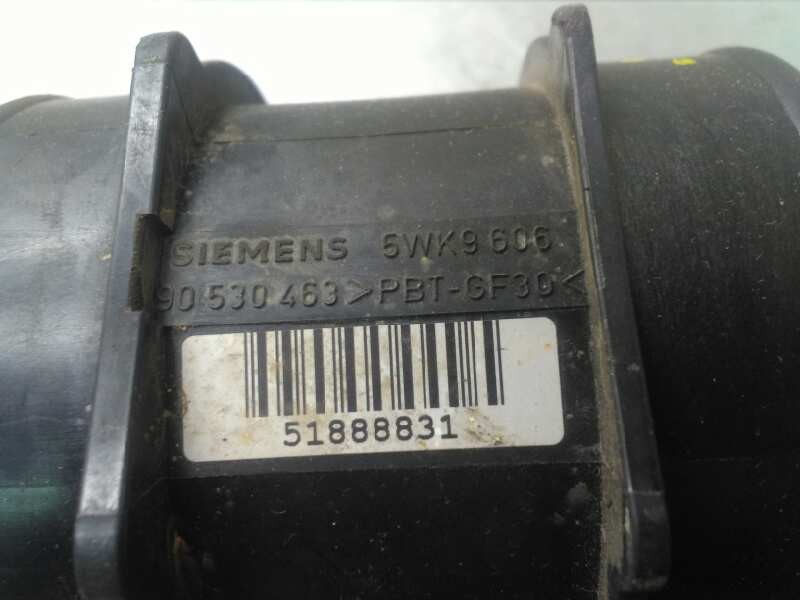 SIEMENS 5WK9 606
90 530 463 >PBT-GF30<
51888831